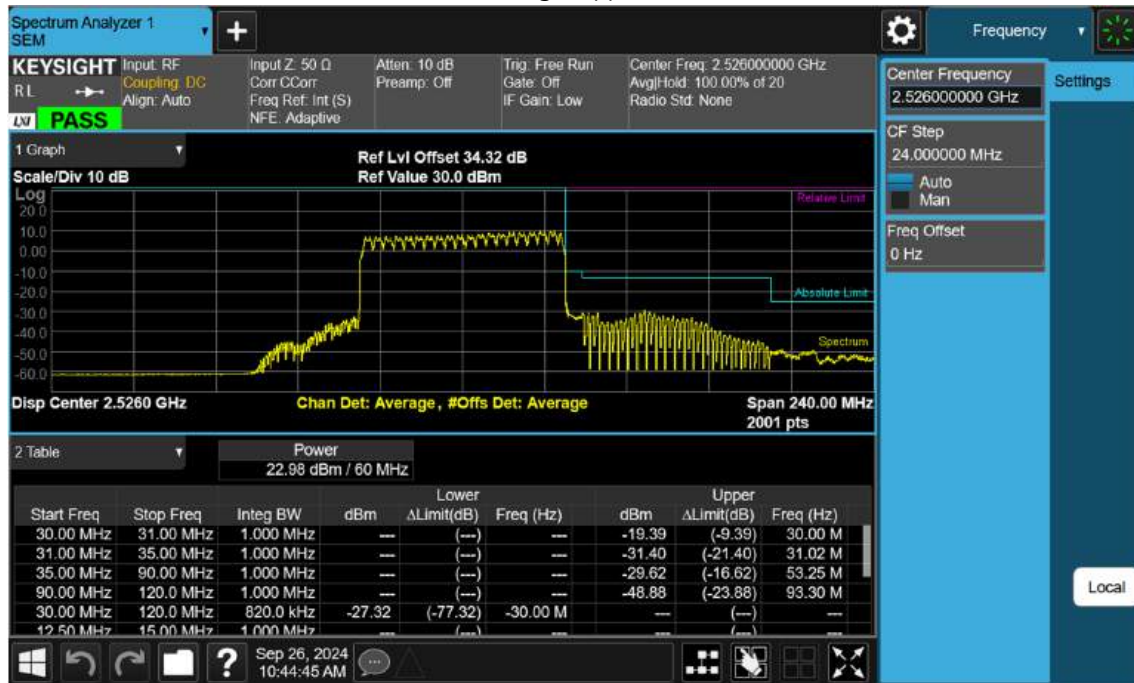 Spectrum Analyzer 1
SEM
+
Frequency
KEYSIGHT
RL
LXI
PASS
Input: RF
Coupling: DC
Align: Auto
Input Z: 50 Ω
Corr CCorr
Freq Ref: Int (S)
NFE: Adaptive
Atten: 10 dB
Preamp: Off
Trig: Free Run
Gate: Off
IF Gain: Low
Center Freq: 2.526000000 GHz
Avg|Hold: 100.00% of 20
Radio Std: None
Center Frequency
2.526000000 GHz
Settings
CF Step
24.000000 MHz
Auto
Man
Freq Offset
0 Hz
Local
1 Graph
Scale/Div 10 dB
Ref Lvl Offset 34.32 dB
Ref Value 30.0 dBm
Log
20.0
10.0
0.00
-10.0
-20.0
-30.0
-40.0
-50.0
-60.0
Relative Limit
Absolute Limit
Spectrum
Disp Center 2.5260 GHz
Chan Det: Average, #Offs Det: Average
Span 240.00 MHz
2001 pts
2 Table
Power
22.98 dBm / 60 MHz
Lower Upper
Start Freq Stop Freq Integ BW dBm ΔLimit(dB) Freq (Hz) dBm ΔLimit(dB) Freq (Hz)
30.00 MHz 31.00 MHz 1.000 MHz --- (---) --- -19.39 (-9.39) 30.00 M
31.00 MHz 35.00 MHz 1.000 MHz --- (---) --- -31.40 (-21.40) 31.02 M
35.00 MHz 90.00 MHz 1.000 MHz --- (---) --- -29.62 (-16.62) 53.25 M
90.00 MHz 120.0 MHz 1.000 MHz --- (---) --- -48.88 (-23.88) 93.30 M
30.00 MHz 120.0 MHz 820.0 kHz -27.32 (-77.32) -30.00 M --- (---) ---
12.50 MHz 15.00 MHz 1.000 MHz --- (---) --- --- (---) ---
?
Sep 26, 2024
10:44:45 AM